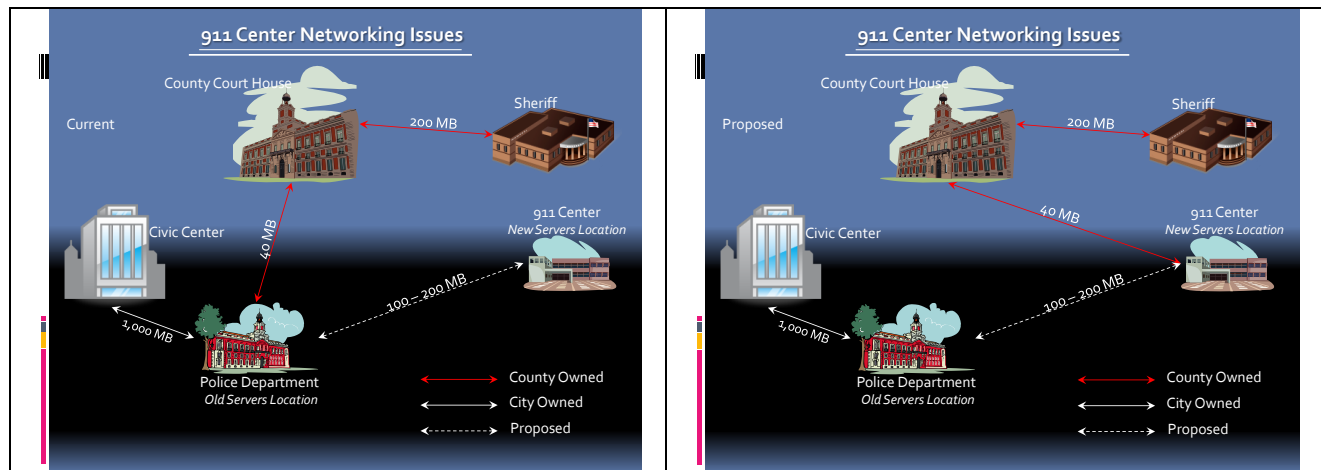 911 Center Networking Issues
County Court House
Sheriff
Current
200 MB
911 Center
New Servers Location
Civic Center
40 MB
100 – 200 MB
1,000 MB
Police Department
Old Servers Location
County Owned
City Owned
Proposed
911 Center Networking Issues
County Court House
Sheriff
Proposed
200 MB
40 MB
911 Center
New Servers Location
Civic Center
100 – 200 MB
1,000 MB
Police Department
Old Servers Location
County Owned
City Owned
Proposed